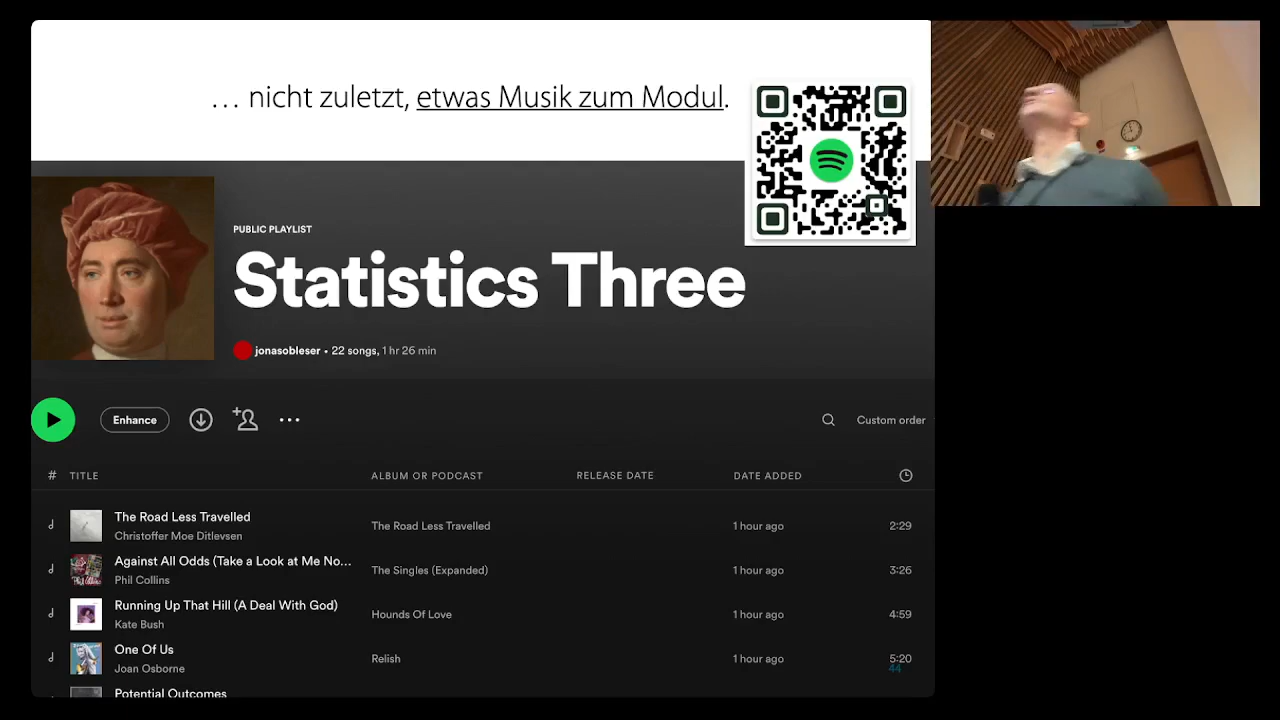 … nicht zuletzt, etwas Musik zum Modul.
PUBLIC PLAYLIST
Statistics Three
jonasobleser • 22 songs, 1 hr 26 min
Enhance
Custom order
# TITLE ALBUM OR PODCAST RELEASE DATE DATE ADDED
The Road Less Travelled
Christoffer Moe Ditlevsen
The Road Less Travelled 1 hour ago 2:29
Against All Odds (Take a Look at Me No...
Phil Collins
The Singles (Expanded) 1 hour ago 3:26
Running Up That Hill (A Deal With God)
Kate Bush
Hounds Of Love 1 hour ago 4:59
One Of Us
Joan Osborne
Relish 1 hour ago 5:20
44
Potential Outcomes